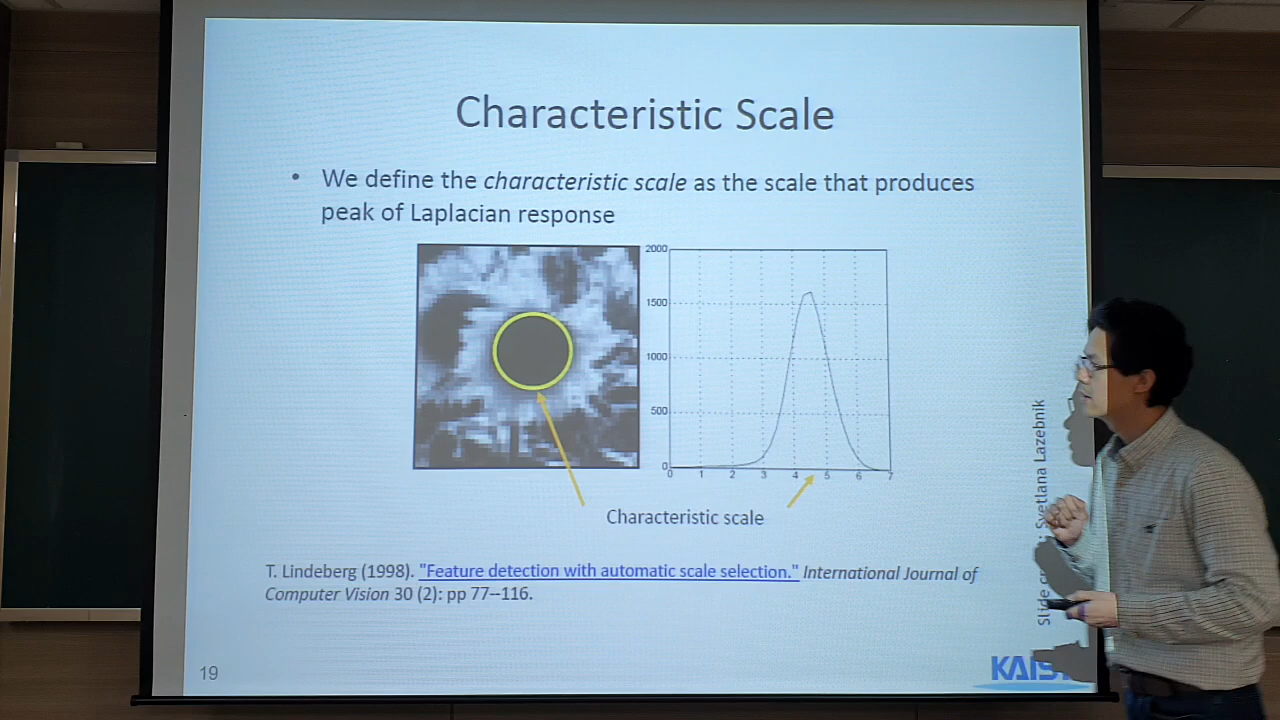 Characteristic Scale
• We define the characteristic scale as the scale that produces
peak of Laplacian response
2000
1500
1000
500
0
0 1 2 3 4 5 6 7
Characteristic scale
T. Lindeberg (1998). "Feature detection with automatic scale selection." International Journal of
Computer Vision 30 (2): pp 77--116.
Slide : Svetlana Lazebnik
19
KAIS